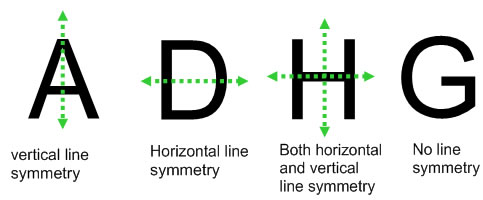 A D H G
vertical line
symmetry
Horizontal line
symmetry
Both horizontal
and vertical
line symmetry
No line
symmetry